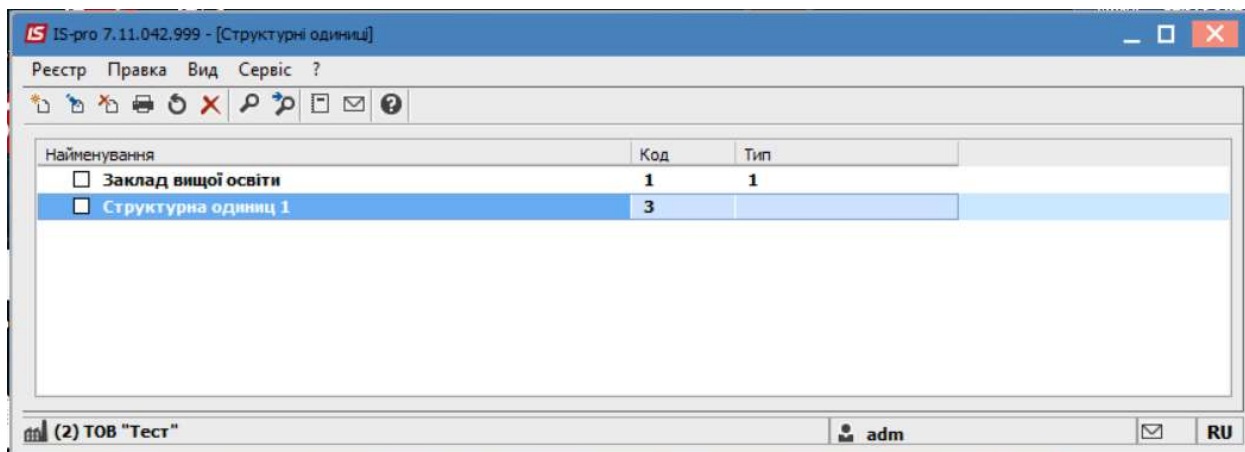 IS IS-pro 7.11.042.999 - [Структурні одиниці]
Реєстр Правка Вид Сервіс ?
Найменування Код Тип
Заклад вищої освіти 1 1
Структурна одиниц 1 3
(2) ТОВ "Тест" adm RU